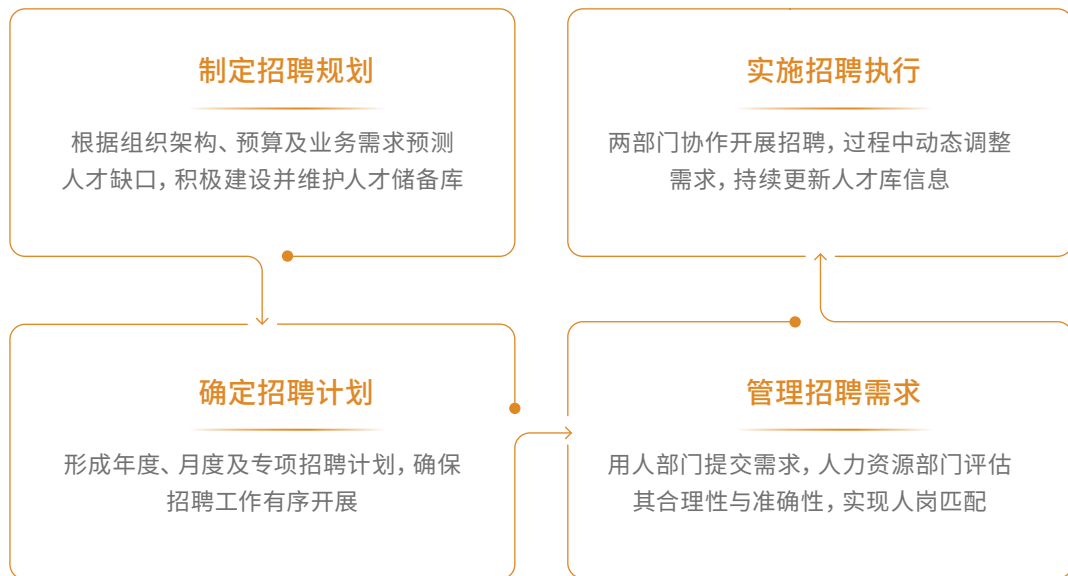 制定招聘规划
根据组织架构、预算及业务需求预测
人才缺口，积极建设并维护人才储备库
确定招聘计划
形成年度、月度及专项招聘计划，确保
招聘工作有序开展
管理招聘需求
用人部门提交需求，人力资源部门评估
其合理性与准确性，实现人岗匹配
实施招聘执行
两部门协作开展招聘，过程中动态调整
需求，持续更新人才库信息